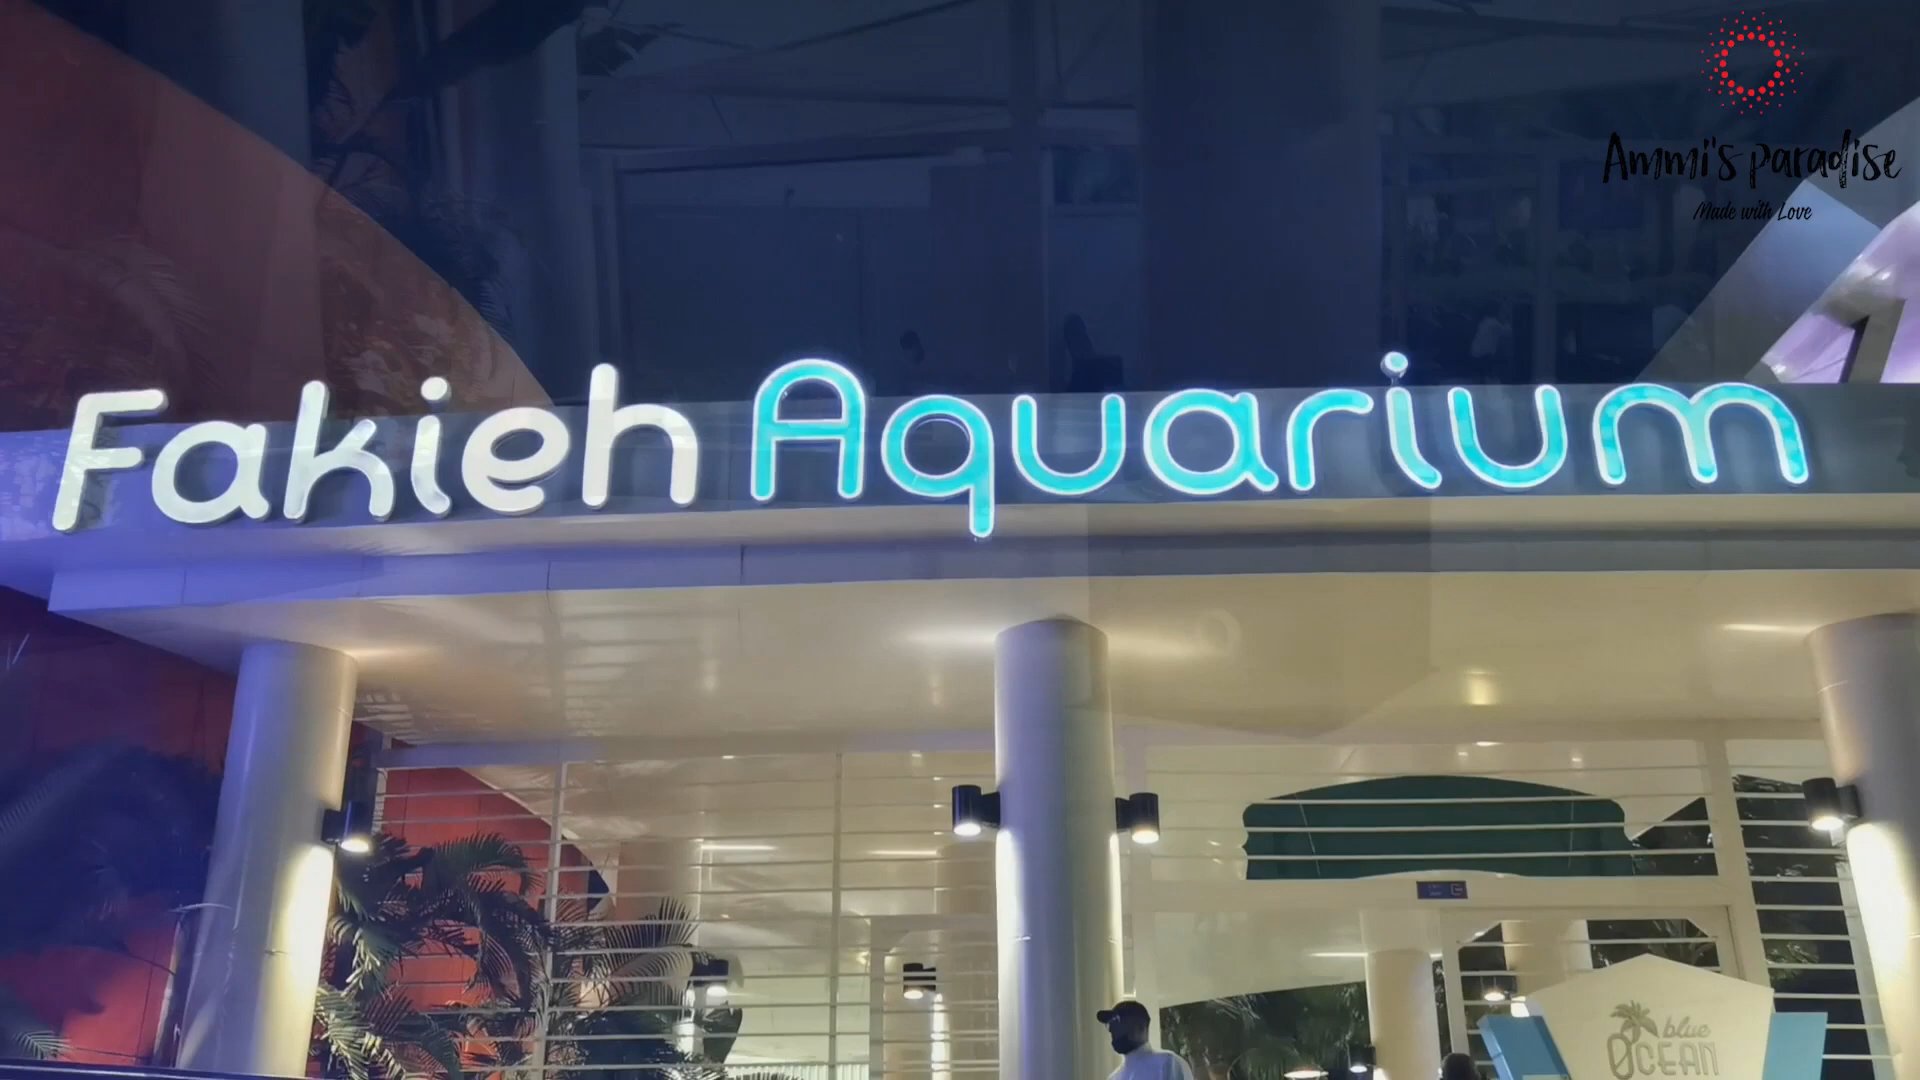 Ammi's paradise
Made with Love
Fakieh Aquarium
blue
OCEAN